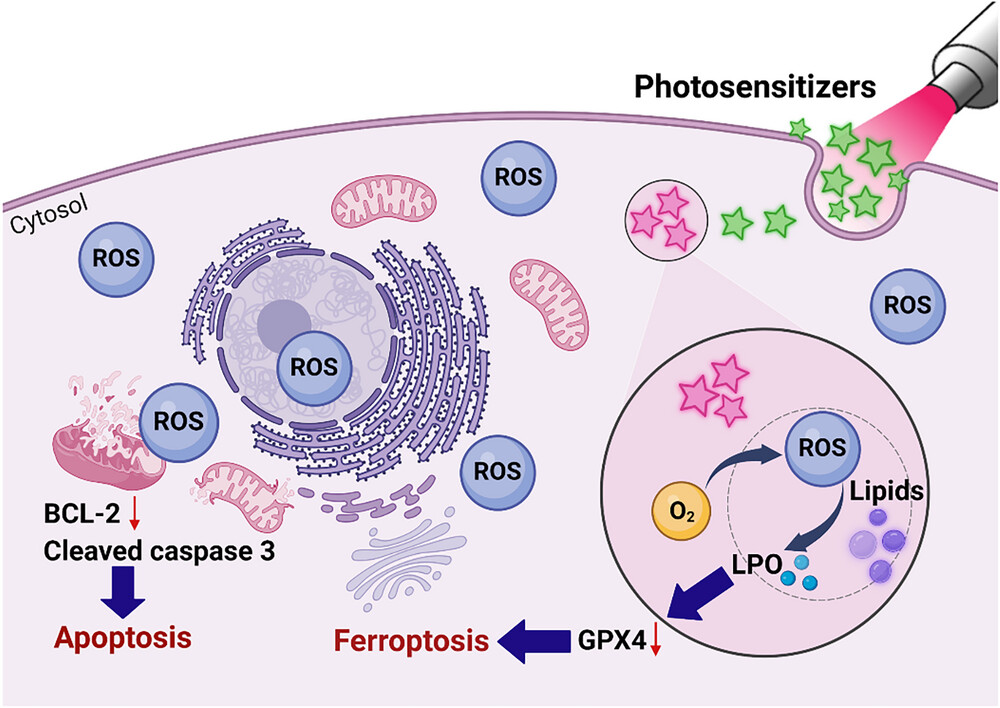 Photosensitizers
Cytosol
ROS
ROS
ROS
ROS
ROS
ROS
ROS
ROS
Lipids
O₂
LPO
BCL-2
Cleaved caspase 3
Apoptosis
Ferroptosis
GPX4